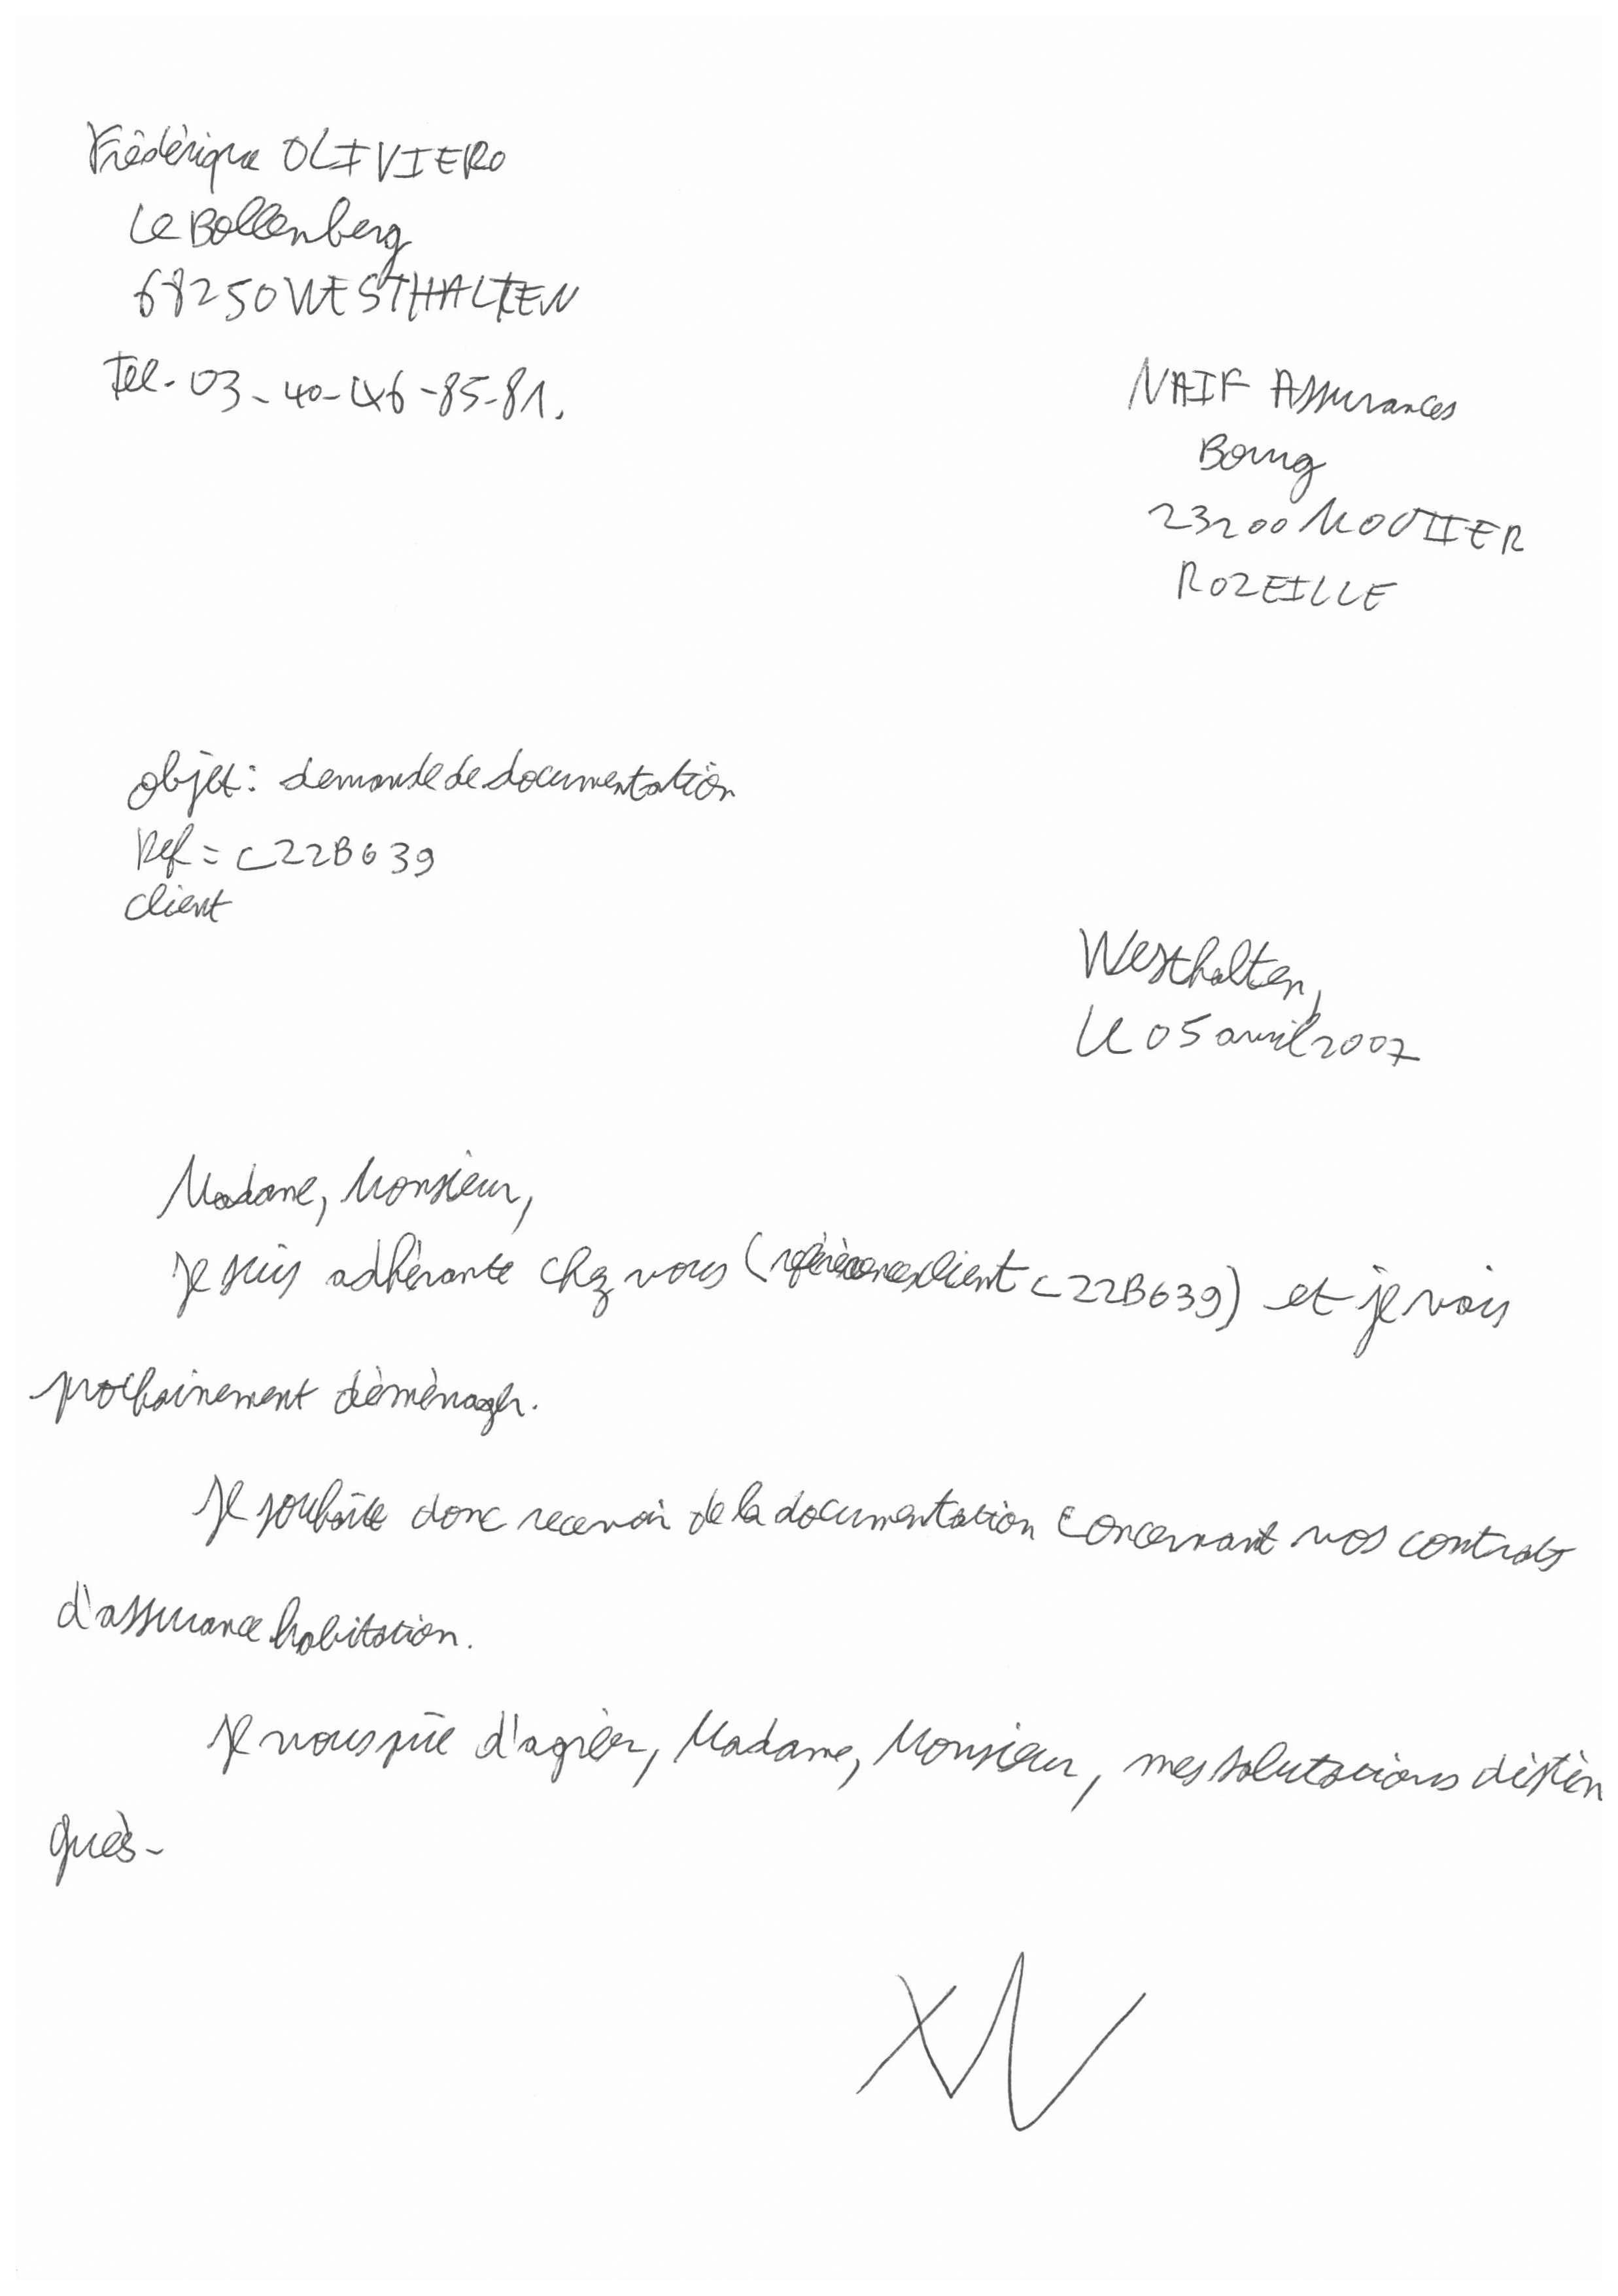 Frédérique OLIVIERO
Le Bollenberg
68250 WESTHALTEN
Tel. 03-40-46-85-81.
NAIF Assurances
Bourg
23200 MOUTIER
ROZEILLE
objet: demande de documentation
Ref = C22B639
client
Westhalten,
Le 05 avril 2007
Madame, Monsieur,
Je suis adhérante chez vous (référence client C22B639) et je vais
prochainement déménager.
Je souhaite donc recevoir de la documentation concernant vos contrats
d'assurance habitation.
Je vous prie d'agréer, Madame, Monsieur, mes salutations distin
gués-